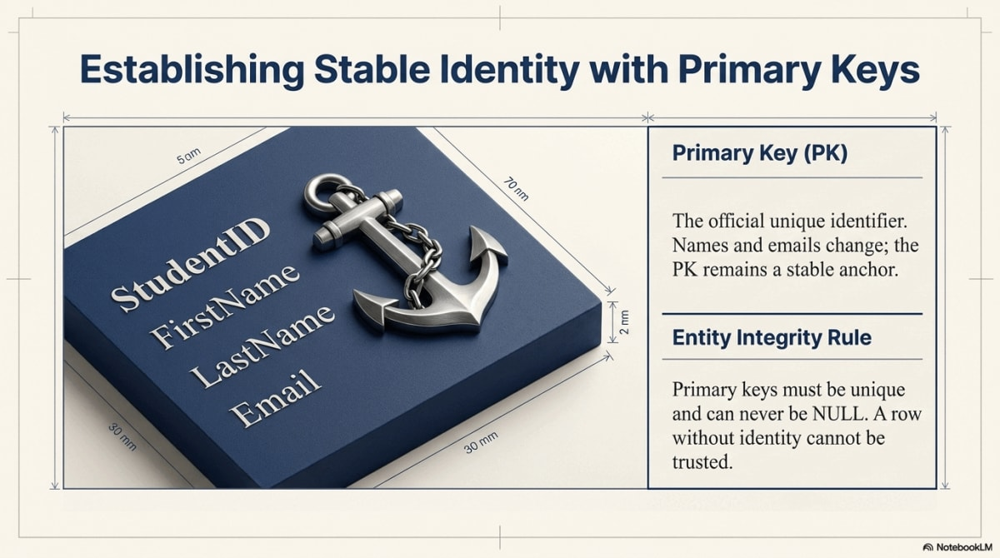 Establishing Stable Identity with Primary Keys
5am
70 nm
StudentID
FirstName
LastName
Email
2 nm
30 mm
30 mm
Primary Key (PK)
The official unique identifier.
Names and emails change; the
PK remains a stable anchor.
Entity Integrity Rule
Primary keys must be unique
and can never be NULL. A row
without identity cannot be
trusted.
NotebookLM